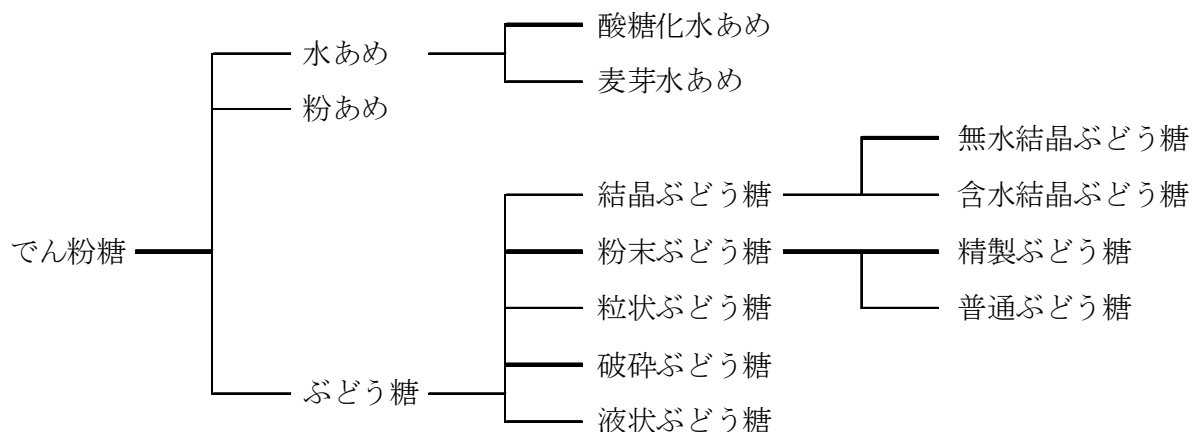 でん粉糖
水あめ
酸糖化水あめ
麦芽水あめ
粉あめ
ぶどう糖
結晶ぶどう糖
無水結晶ぶどう糖
含水結晶ぶどう糖
粉末ぶどう糖
精製ぶどう糖
普通ぶどう糖
粒状ぶどう糖
破砕ぶどう糖
液状ぶどう糖